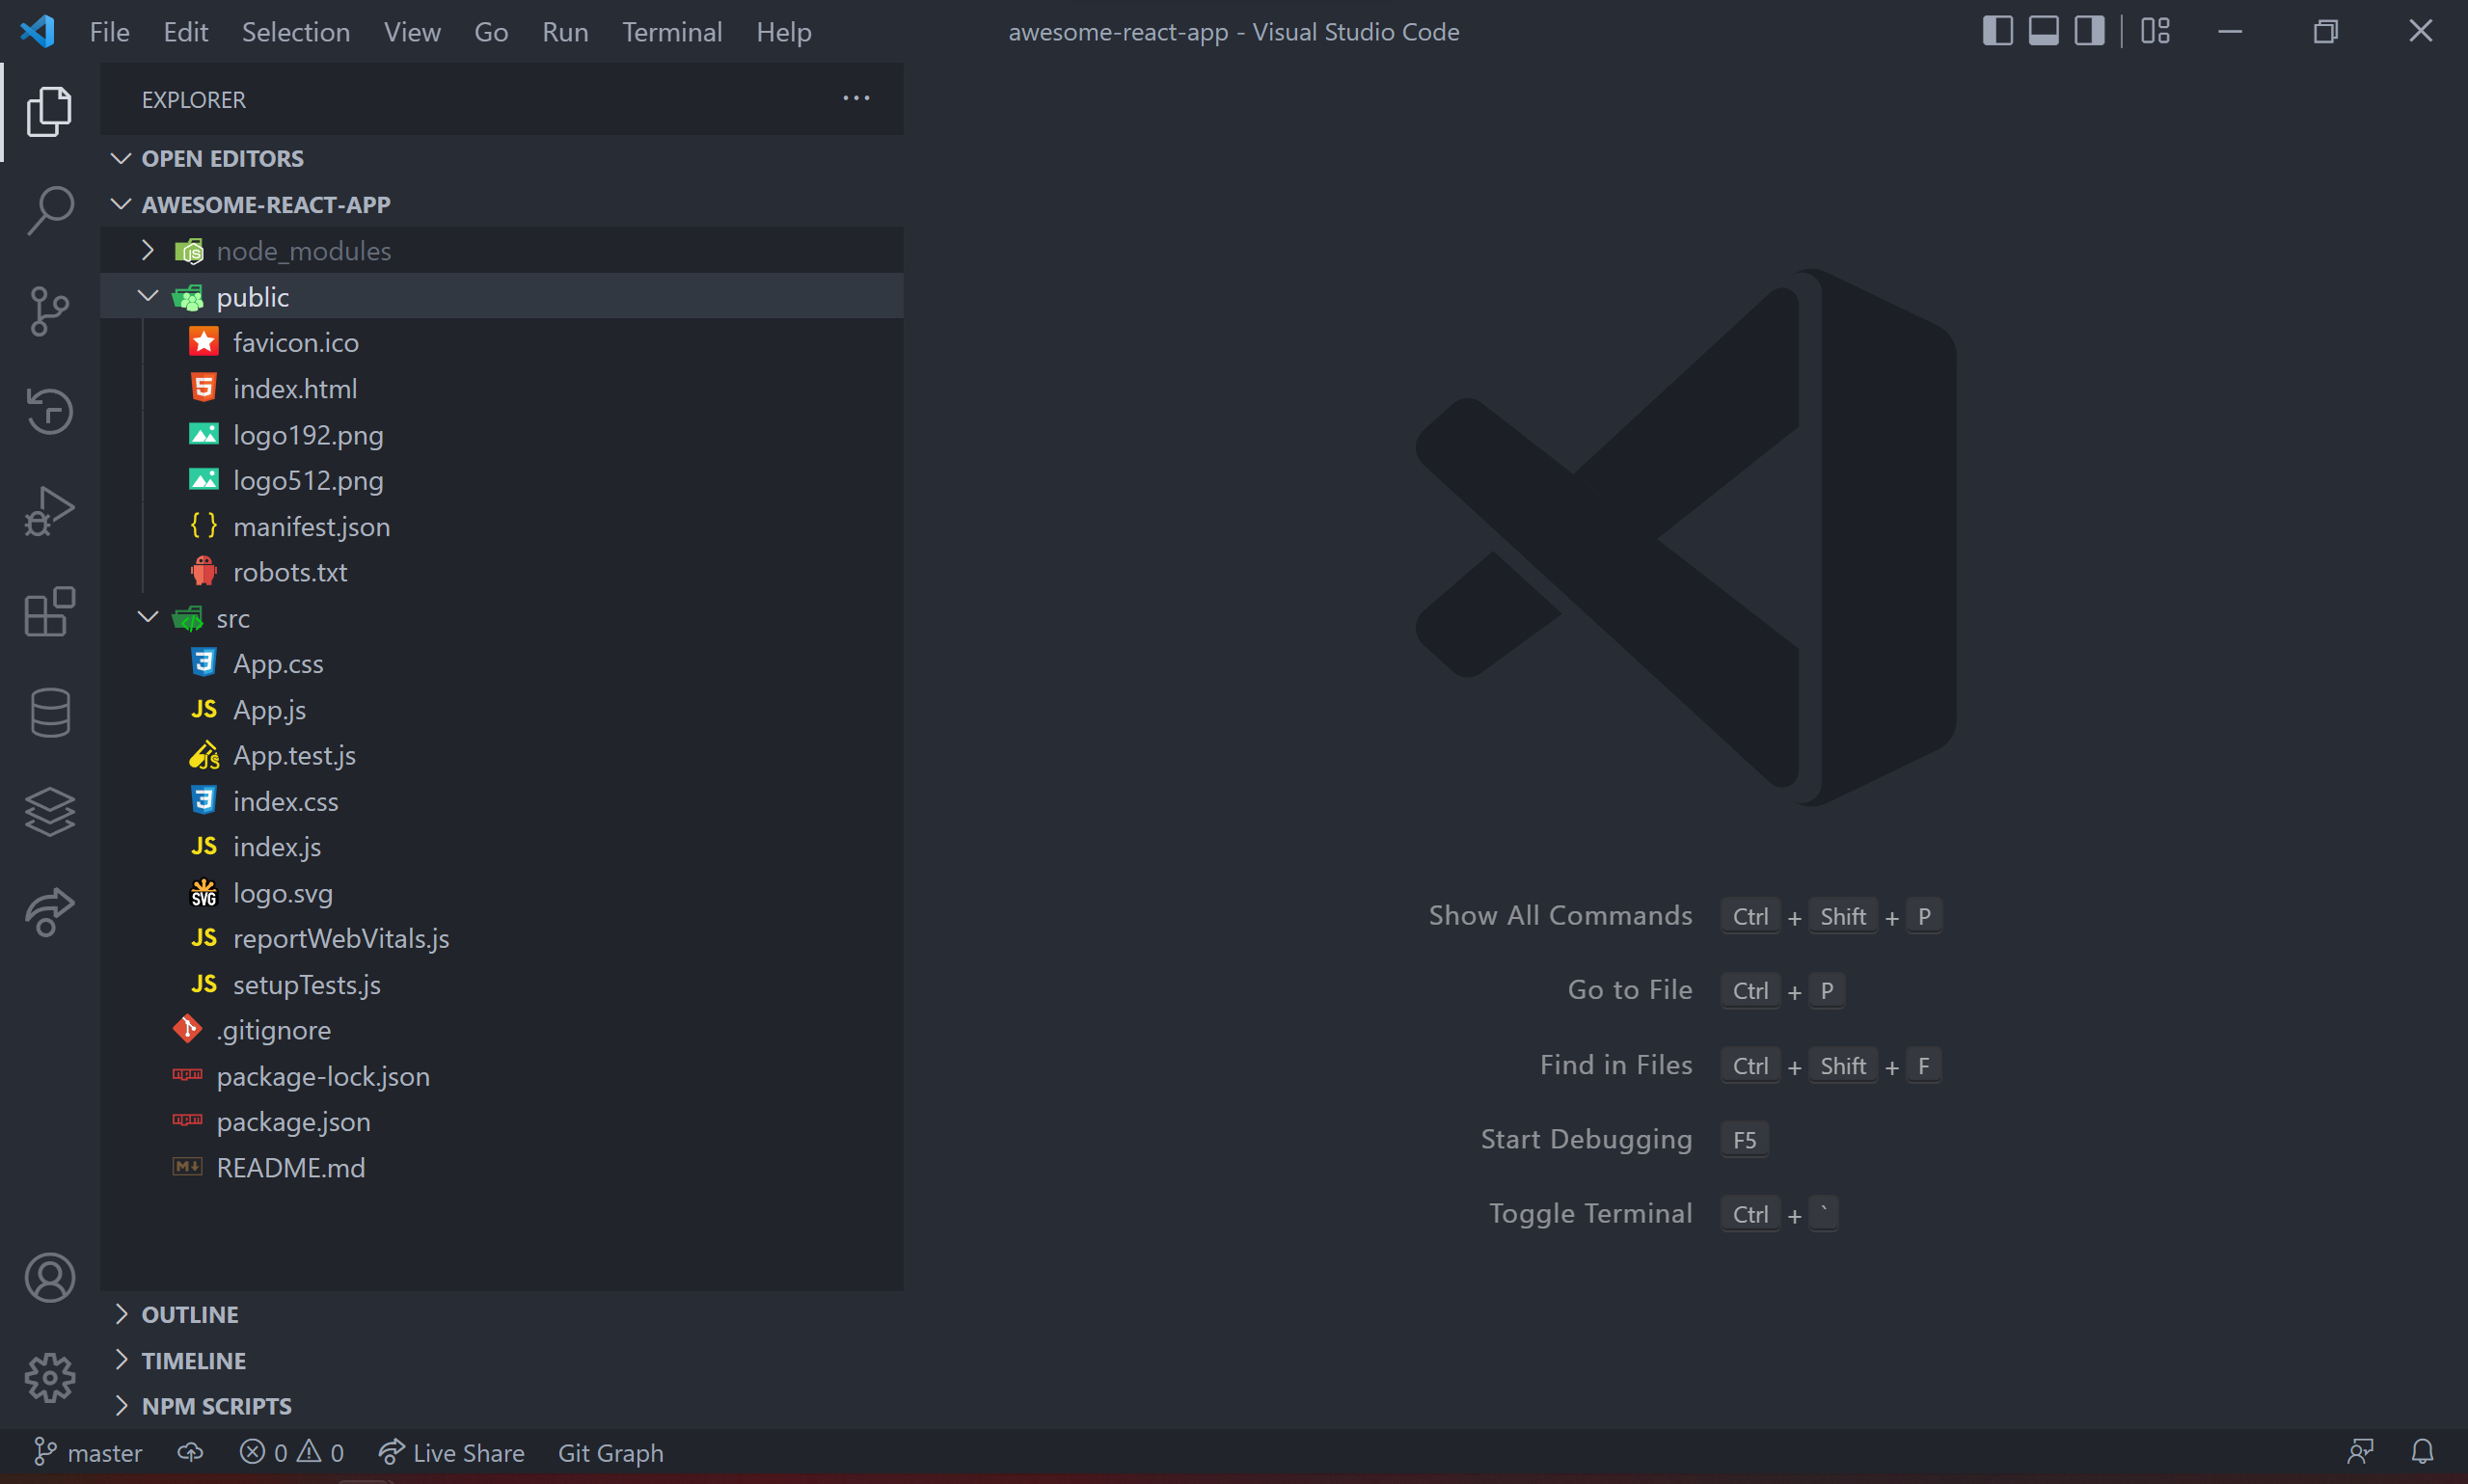 File Edit Selection View Go Run Terminal Help
awesome-react-app - Visual Studio Code
EXPLORER
OPEN EDITORS
AWESOME-REACT-APP
node_modules
public
favicon.ico
index.html
logo192.png
logo512.png
manifest.json
robots.txt
src
App.css
App.js
App.test.js
index.css
index.js
logo.svg
reportWebVitals.js
setupTests.js
.gitignore
package-lock.json
package.json
README.md
OUTLINE
TIMELINE
NPM SCRIPTS
Show All Commands Ctrl + Shift + P
Go to File Ctrl + P
Find in Files Ctrl + Shift + F
Start Debugging F5
Toggle Terminal Ctrl + `
master 0 0 Live Share Git Graph